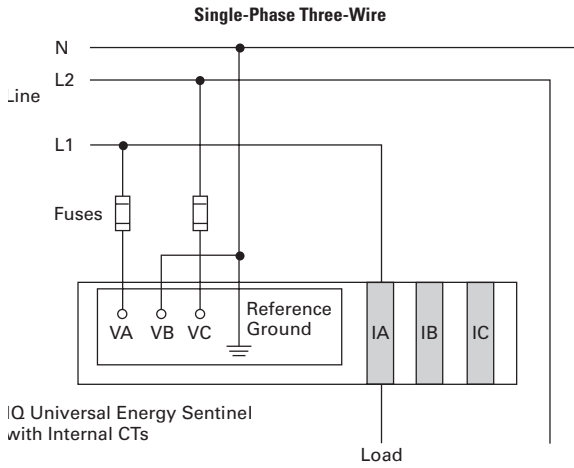 Single-Phase Three-Wire
N
L2
Line
L1
Fuses
VA VB VC
Reference
Ground
IA IB IC
IQ Universal Energy Sentinel
with Internal CTs
Load